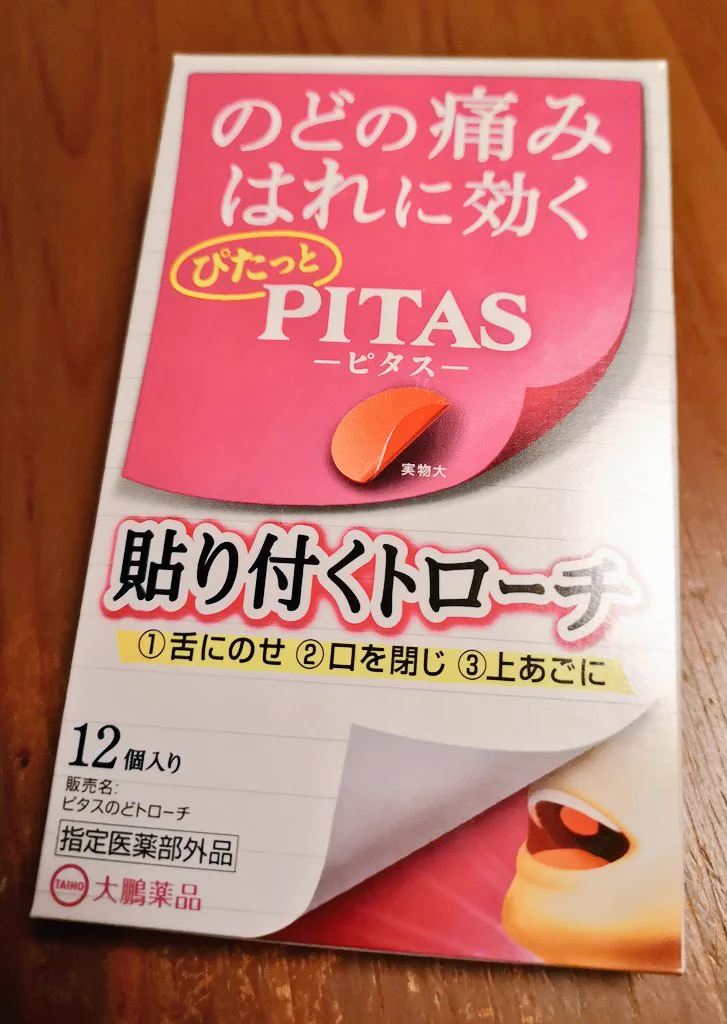 のどの痛み
はれに効く
ぴたっと
PITAS
ーピタスー
実物大
貼り付くトローチ
①舌にのせ ②口を閉じ ③上あごに
12個入り
販売名:
ピタスのどトローチ
指定医薬部外品
TAIHO 大鵬薬品